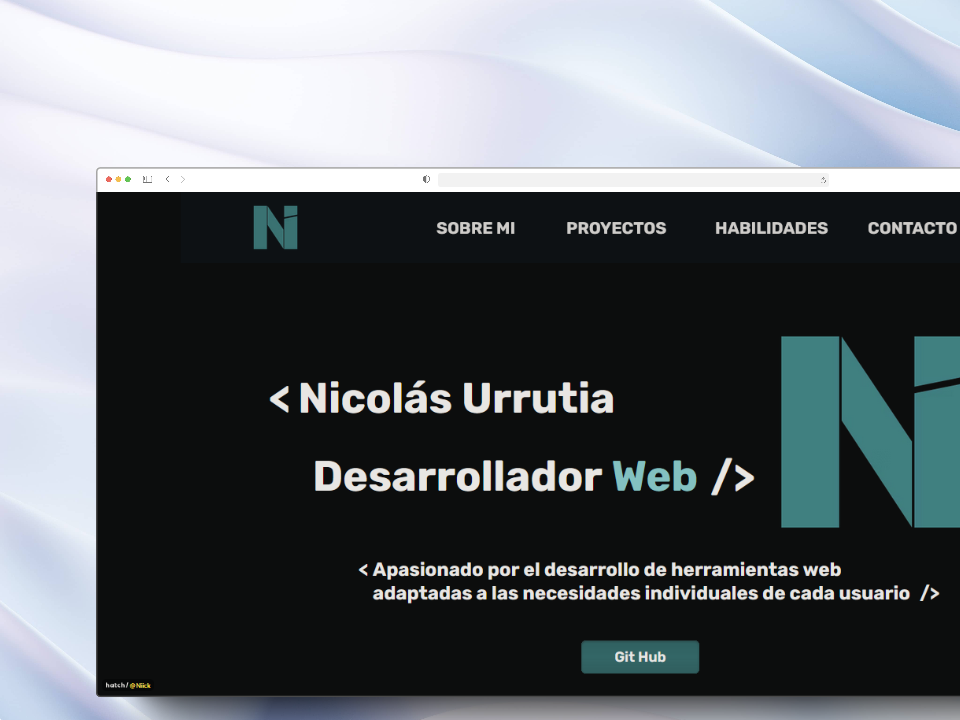 N
SOBRE MI
PROYECTOS
HABILIDADES
CONTACTO
< Nicolás Urrutia
Desarrollador Web />
< Apasionado por el desarrollo de herramientas web
adaptadas a las necesidades individuales de cada usuario />
Git Hub
hatch/@Niick